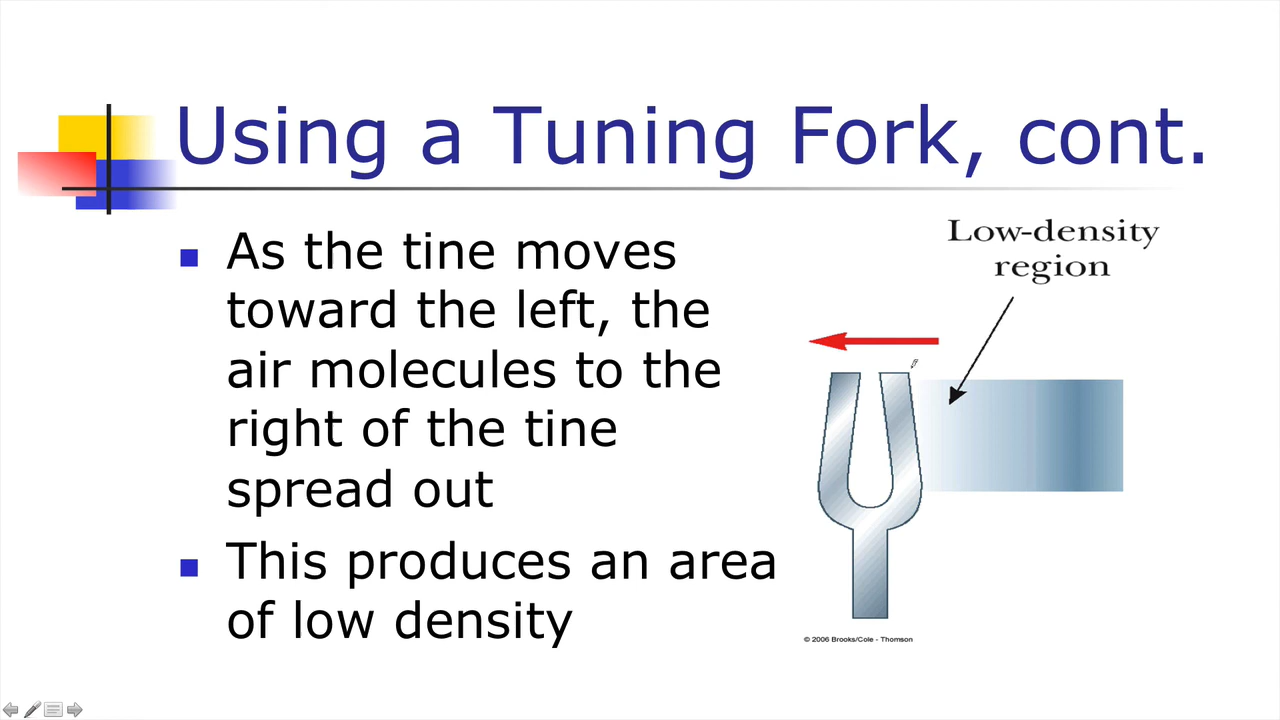 Using a Tuning Fork, cont.
As the tine moves
toward the left, the
air molecules to the
right of the tine
spread out
This produces an area
of low density
Low-density
region
© 2006 Brooks/Cole - Thomson